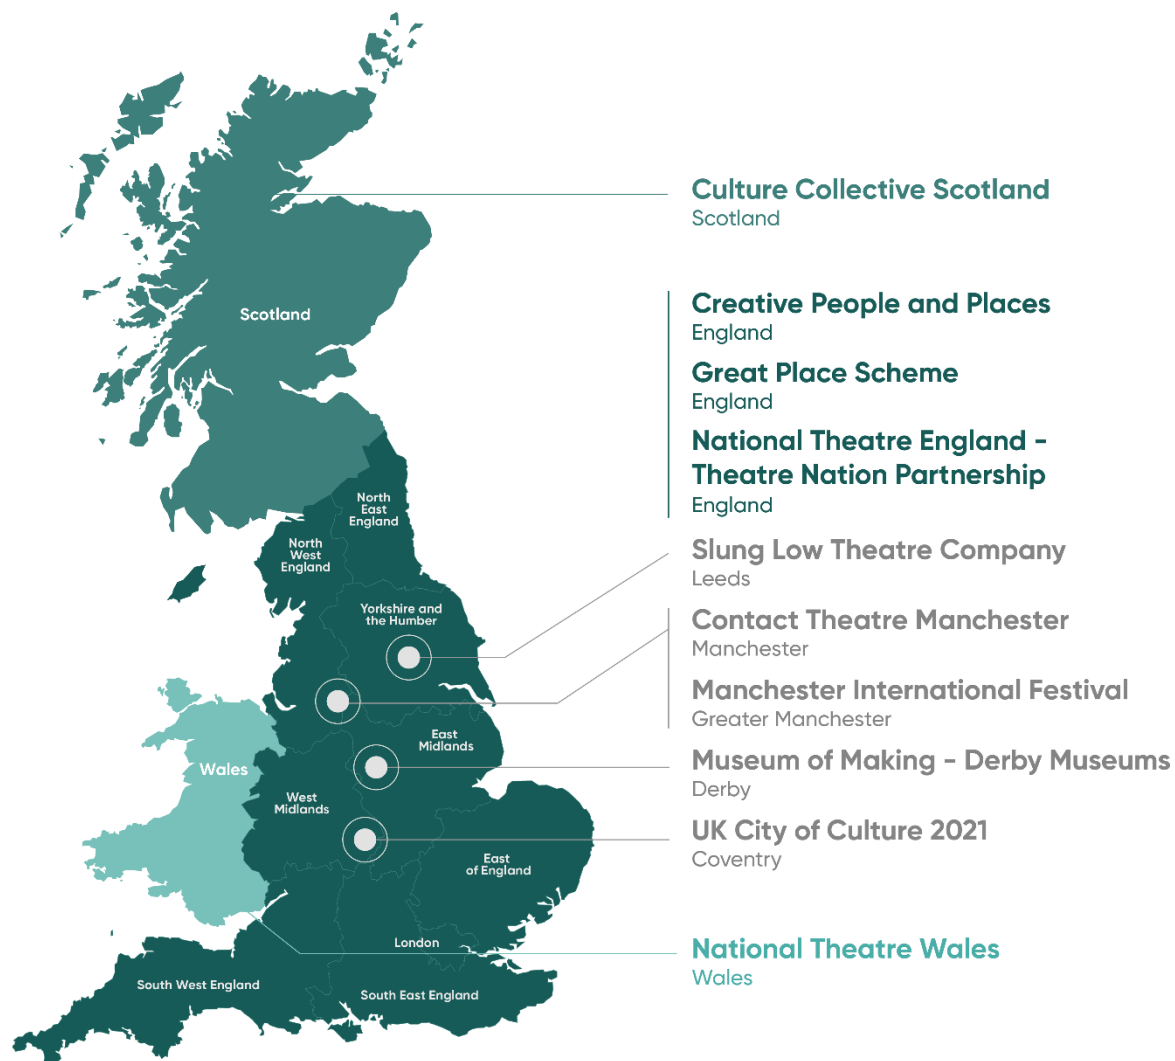 Culture Collective Scotland
Scotland
Scotland
Creative People and Places
England
Great Place Scheme
England
National Theatre England -
Theatre Nation Partnership
England
North
East
England
North
West
England
Slung Low Theatre Company
Leeds
Yorkshire and
the Humber
Contact Theatre Manchester
Manchester
Manchester International Festival
Greater Manchester
East
Midlands
Museum of Making - Derby Museums
Derby
Wales
West
Midlands
UK City of Culture 2021
Coventry
East
of England
London
National Theatre Wales
Wales
South West England
South East England